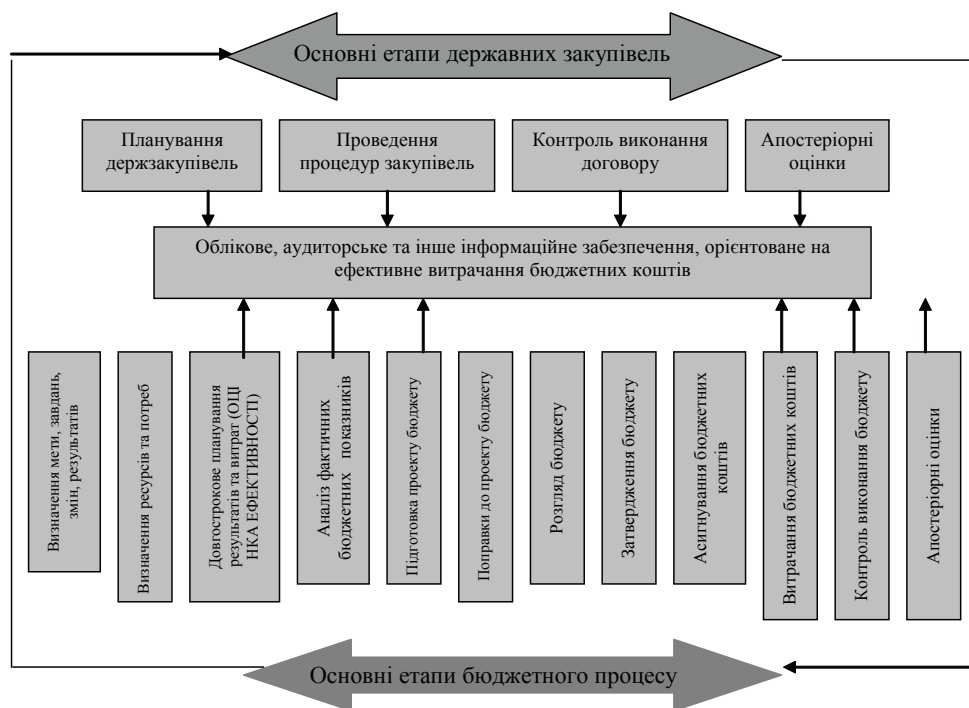 Основні етапи державних закупівель
Планування
держзакупівель
Проведення
процедур закупівель
Контроль виконання
договору
Апостеріорні
оцінки
Облікове, аудиторське та інше інформаційне забезпечення, орієнтоване на
ефективне витрачання бюджетних коштів
Визначення мети, завдань,
змін, результатів
Визначення ресурсів та потреб
Довгострокове планування
результатів та витрат (ОЦІ
НКА ЕФЕКТИВНОСТІ)
Аналіз фактичних
бюджетних показників
Підготовка проекту бюджету
Поправки до проекту бюджету
Розгляд бюджету
Затвердження бюджету
Асигнування бюджетних
коштів
Витрачання бюджетних коштів
Контроль виконання бюджету
Апостеріорні оцінки
Основні етапи бюджетного процесу